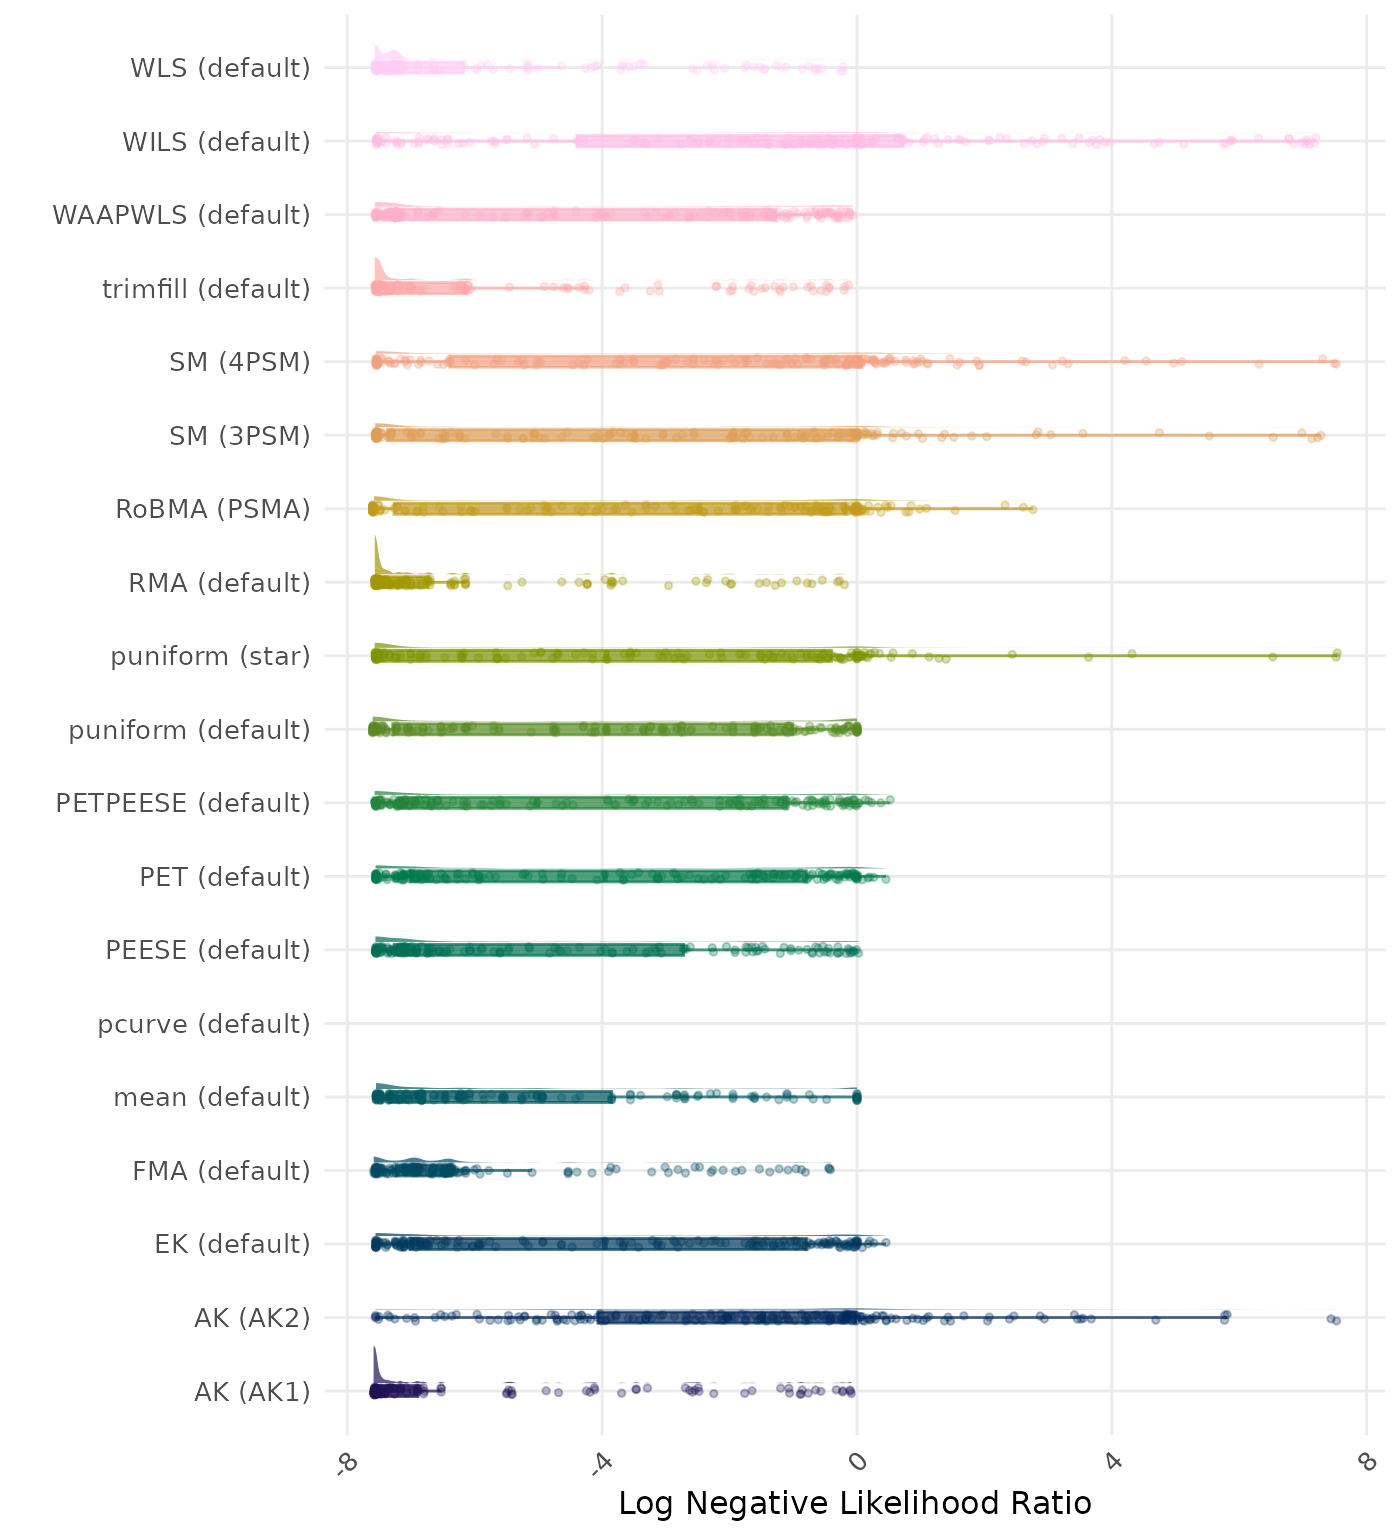 WLS (default)
WILS (default)
WAAPWLS (default)
trimfill (default)
SM (4PSM)
SM (3PSM)
RoBMA (PSMA)
RMA (default)
puniform (star)
puniform (default)
PETPEESE (default)
PET (default)
PEESE (default)
pcurve (default)
mean (default)
FMA (default)
EK (default)
AK (AK2)
AK (AK1)
-8 -4 0 4 8
Log Negative Likelihood Ratio